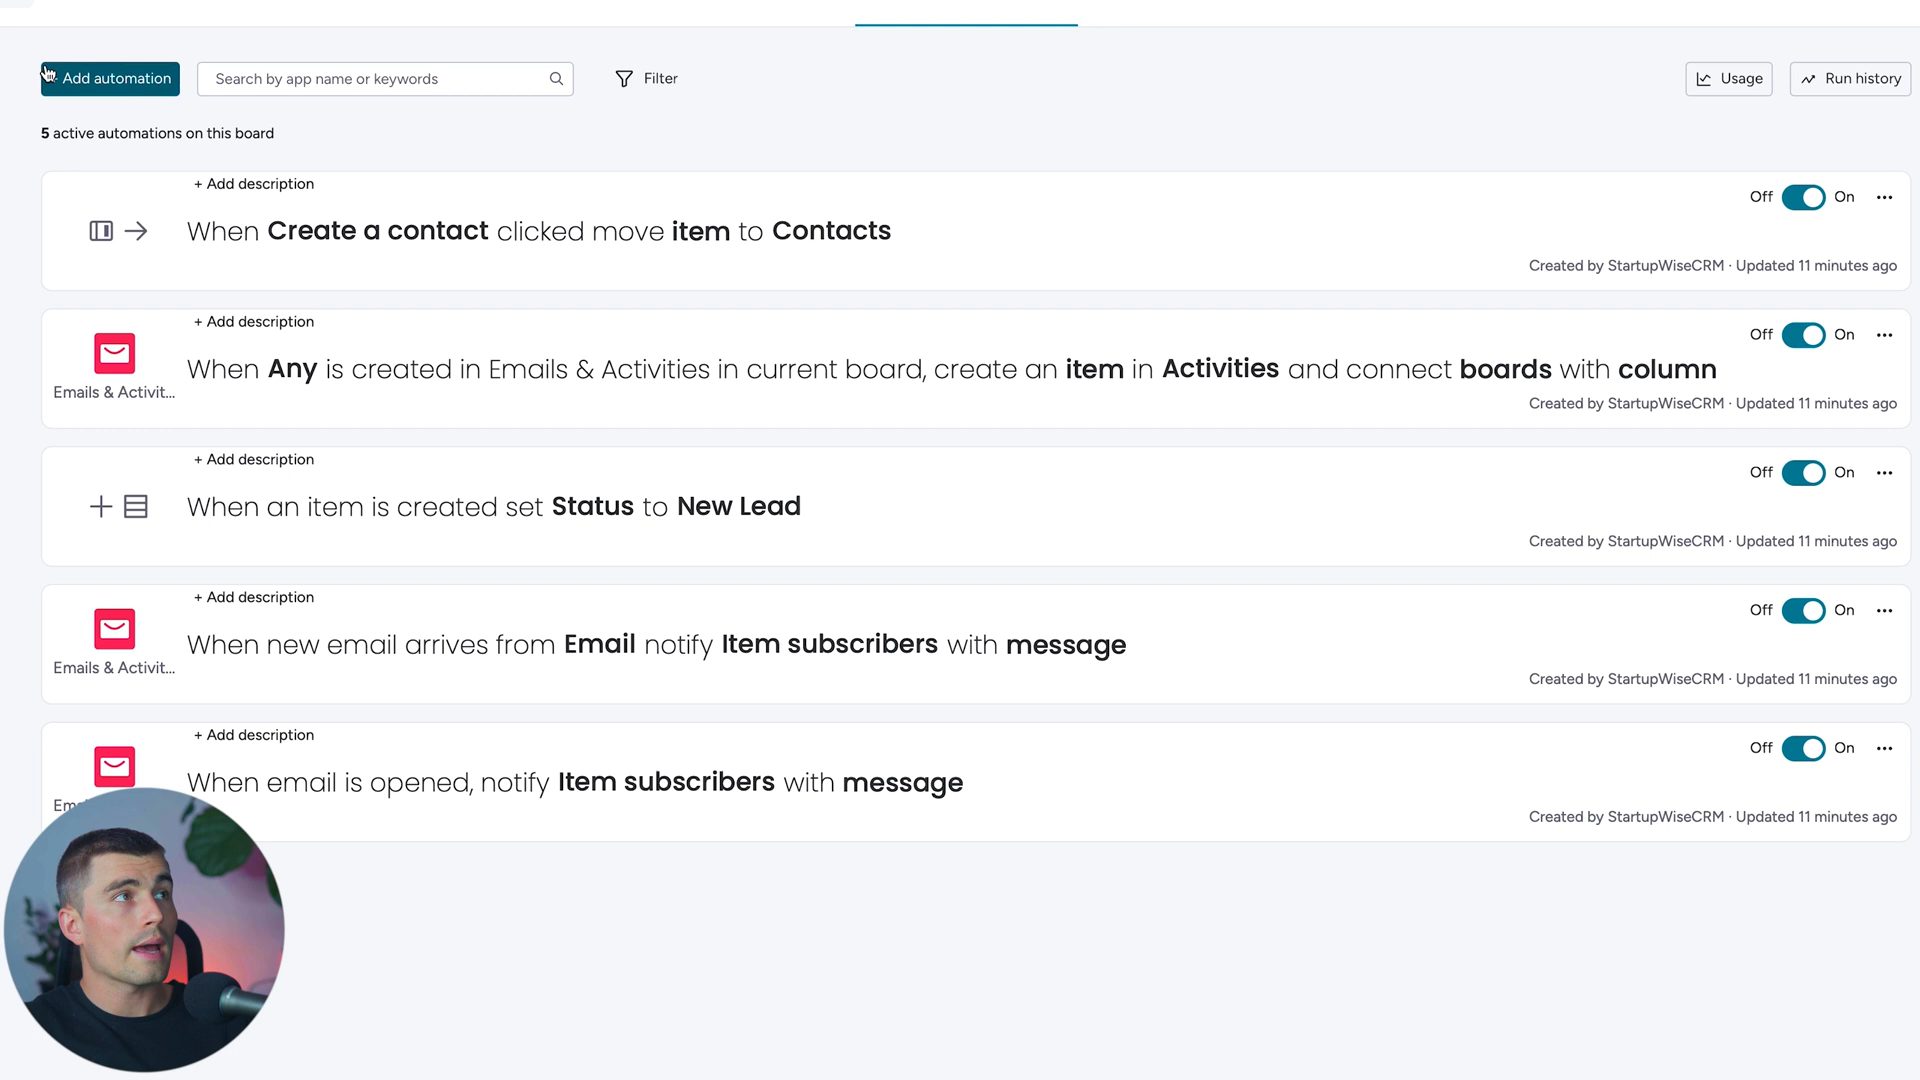 Add automation
Search by app name or keywords
Filter
Usage
Run history
5 active automations on this board
+ Add description
Off
On
When Create a contact clicked move item to Contacts
Created by StartupWiseCRM · Updated 11 minutes ago
+ Add description
Off
On
Emails & Activit...
When Any is created in Emails & Activities in current board, create an item in Activities and connect boards with column
Created by StartupWiseCRM · Updated 11 minutes ago
+ Add description
Off
On
When an item is created set Status to New Lead
Created by StartupWiseCRM · Updated 11 minutes ago
+ Add description
Off
On
Emails & Activit...
When new email arrives from Email notify Item subscribers with message
Created by StartupWiseCRM · Updated 11 minutes ago
+ Add description
Off
On
When email is opened, notify Item subscribers with message
Created by StartupWiseCRM · Updated 11 minutes ago